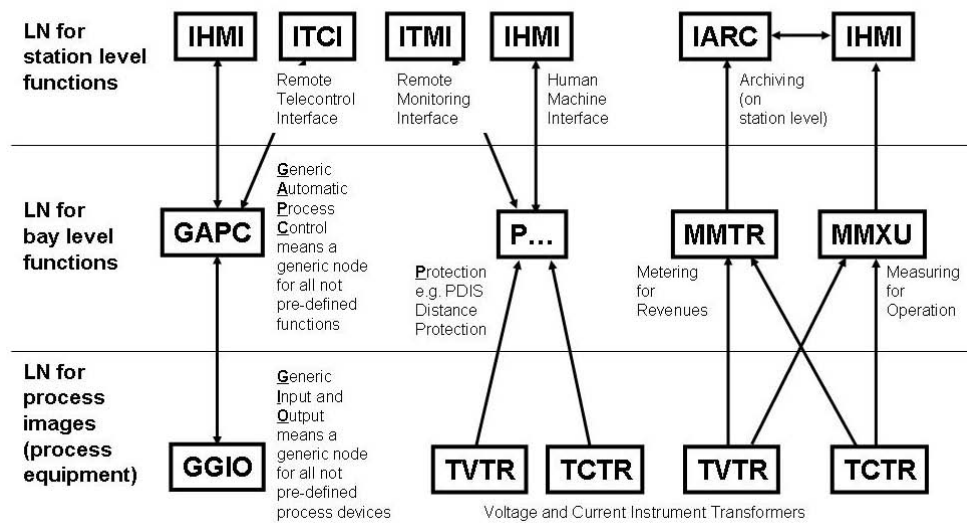 LN for
station level
functions
IHMI
ITCI
ITMI
IHMI
IARC
IHMI
Remote
Telecontrol
Interface
Remote
Monitoring
Interface
Human
Machine
Interface
Archiving
(on
station level)
LN for
bay level
functions
GAPC
Generic
Automatic
Process
Control
means a
generic node
for all not
pre-defined
functions
P...
Protection
e.g. PDIS
Distance
Protection
MMTR
Metering
for
Revenues
MMXU
Measuring
for
Operation
LN for
process
images
(process
equipment)
GGIO
Generic
Input and
Output
means a
generic node
for all not
pre-defined
process devices
TVTR
TCTR
TVTR
TCTR
Voltage and Current Instrument Transformers